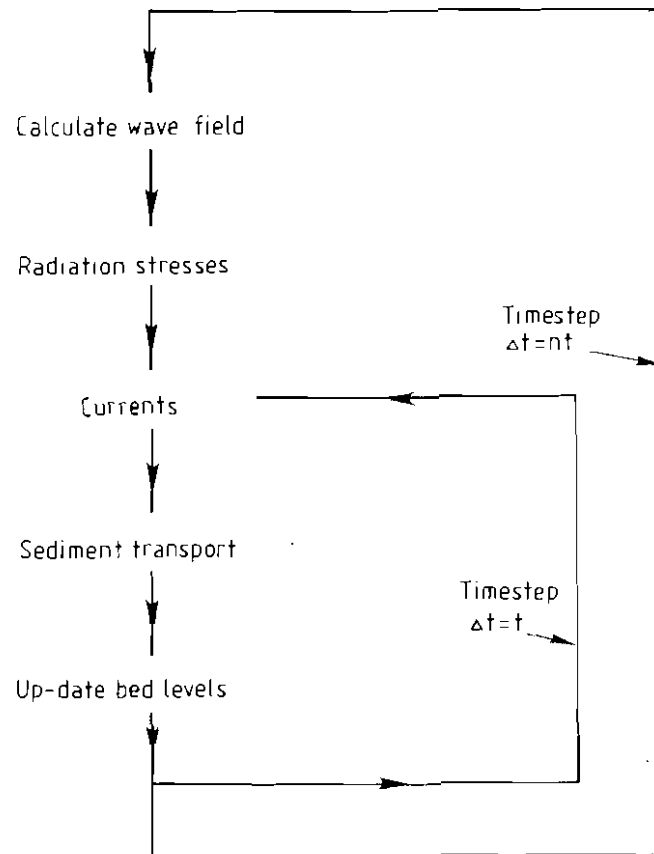 Calculate wave field
Radiation stresses
Timestep
Δt=nt
Currents
Sediment transport
Timestep
Δt=t
Up-date bed levels